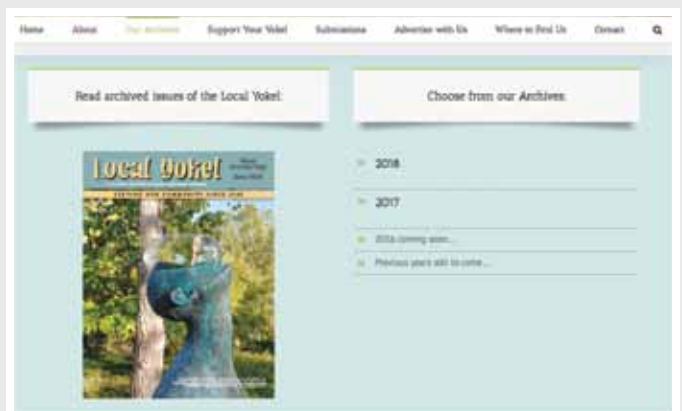 Home About Our Archives Support Your Yokel Submissions Advertise with Us Where to Find Us Contact
Read archived issues of the Local Yokel:
Choose from our Archives:
Local Yokel
2018
2017
2016 coming soon...
Previous years still to come...